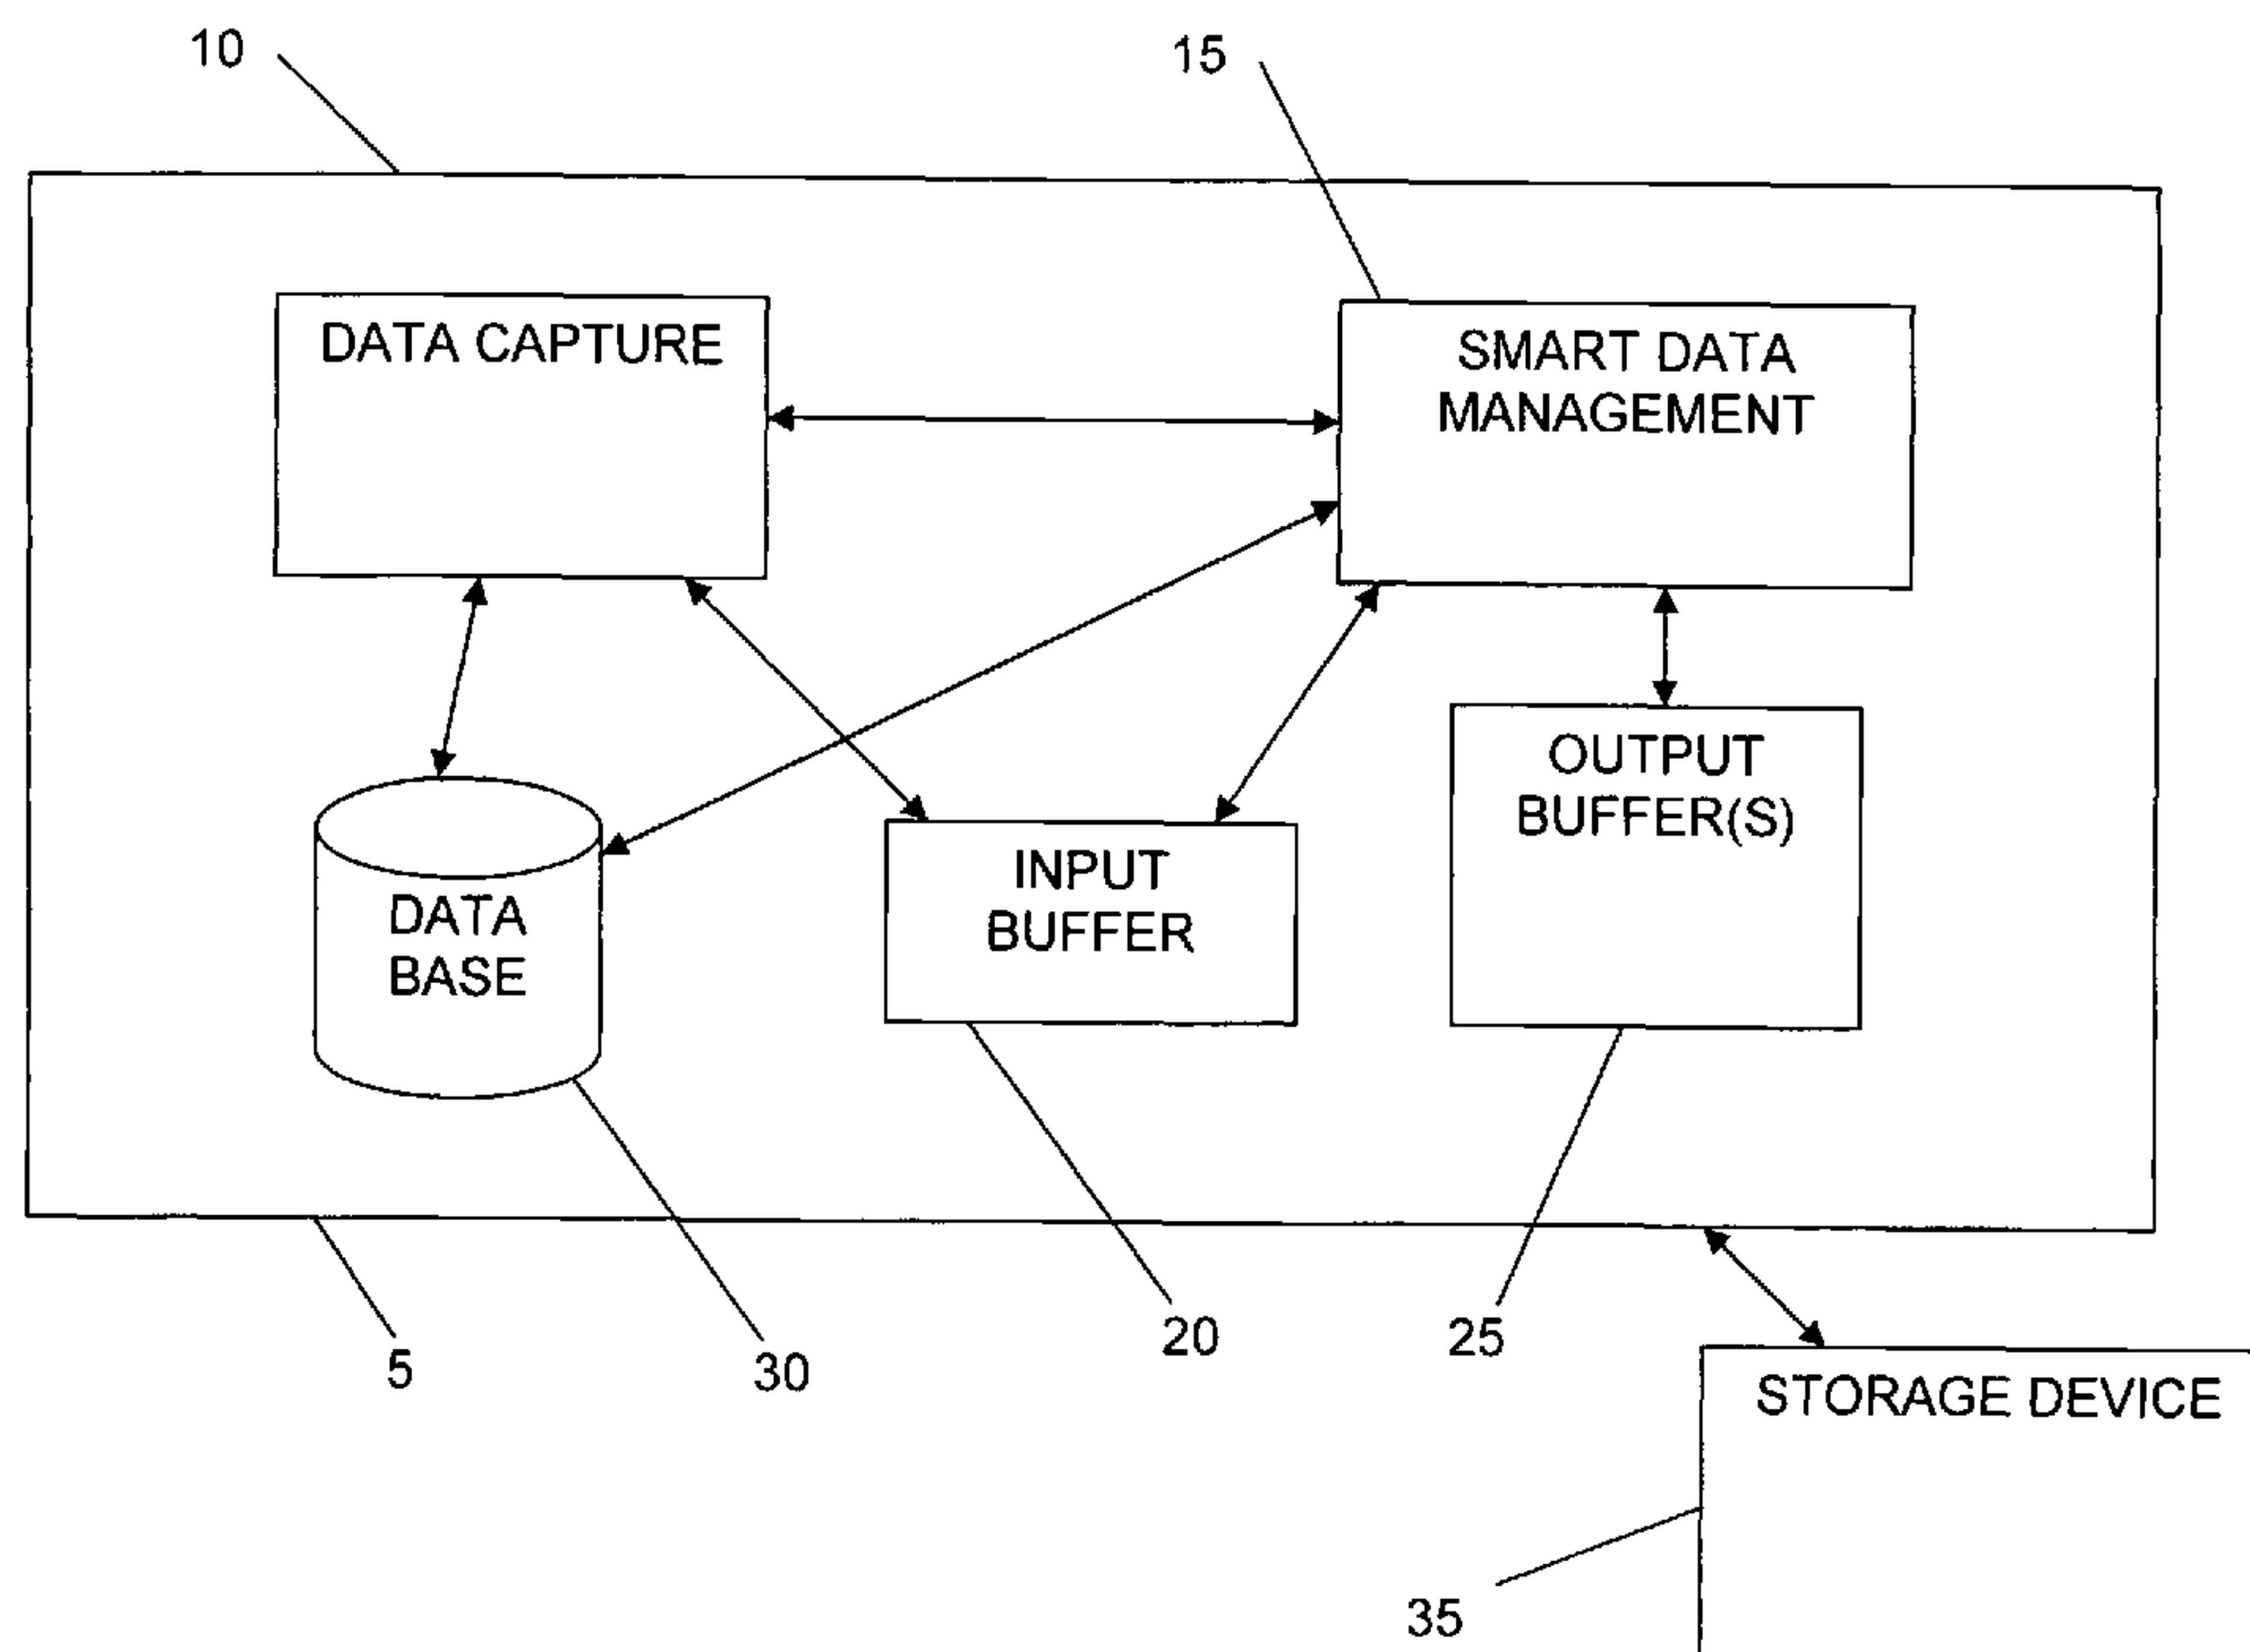 10
15
DATA CAPTURE
SMART DATA
MANAGEMENT
OUTPUT
BUFFER(S)
INPUT
BUFFER
DATA
BASE
5
30
20
25
STORAGE DEVICE
35